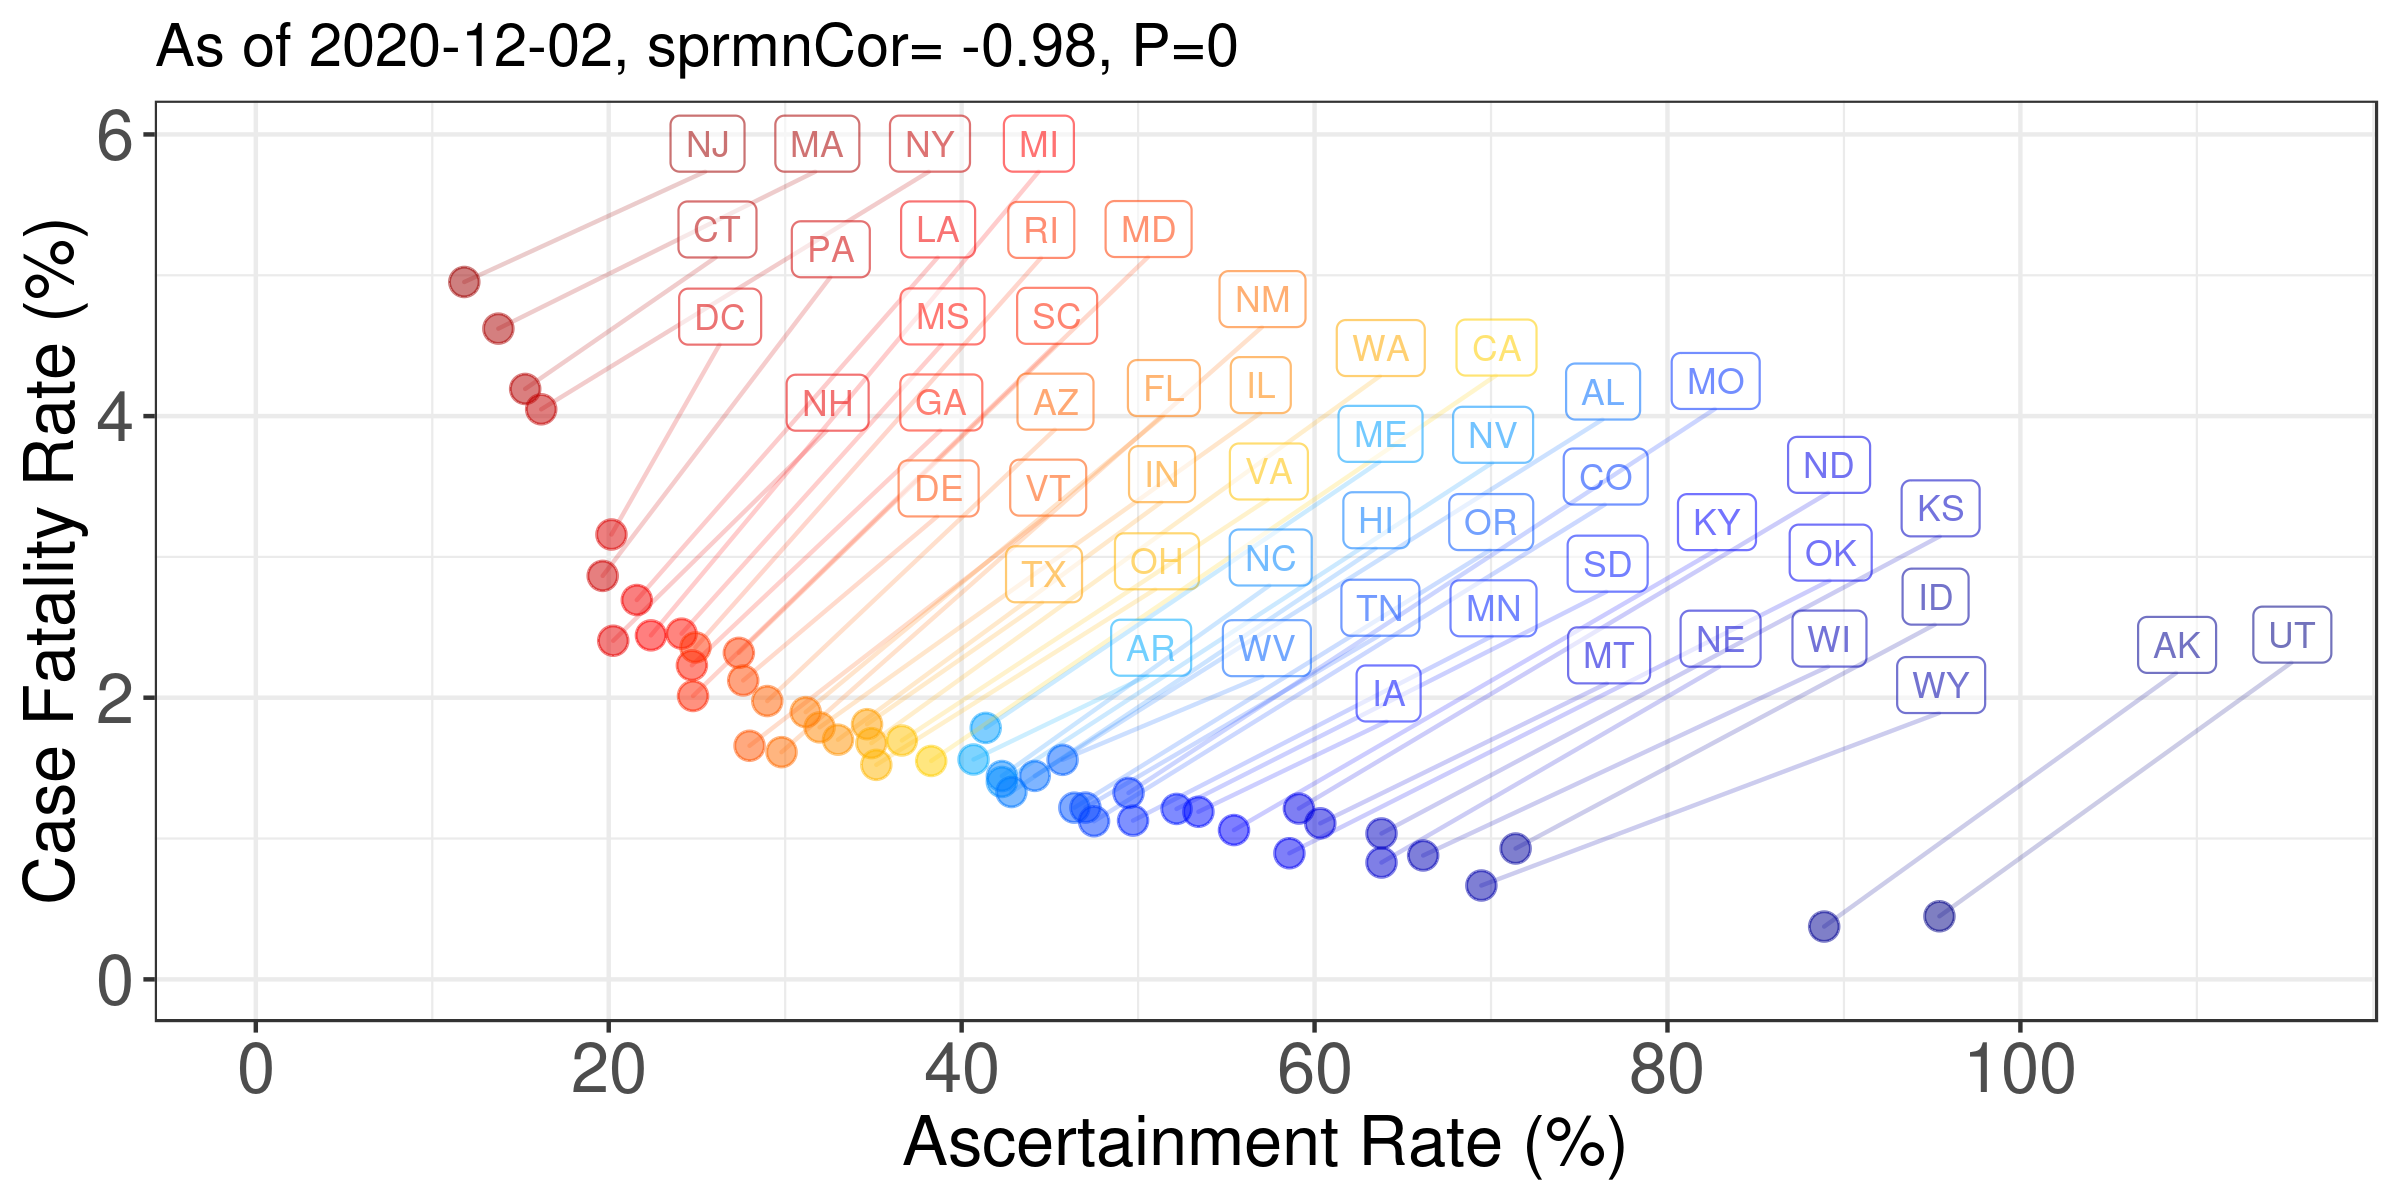 As of 2020-12-02, sprmnCor= -0.98, P=0
Case Fatality Rate (%)
6
4
2
0
NJ MA NY MI
CT PA LA RI MD
DC MS SC NM
WA CA
NH GA AZ FL IL AL MO
ME NV
DE VT IN VA CO ND
HI OR KY KS
TX OH NC SD OK
TN MN ID
AR WV MT NE WI AK UT
IA WY
0 20 40 60 80 100
Ascertainment Rate (%)